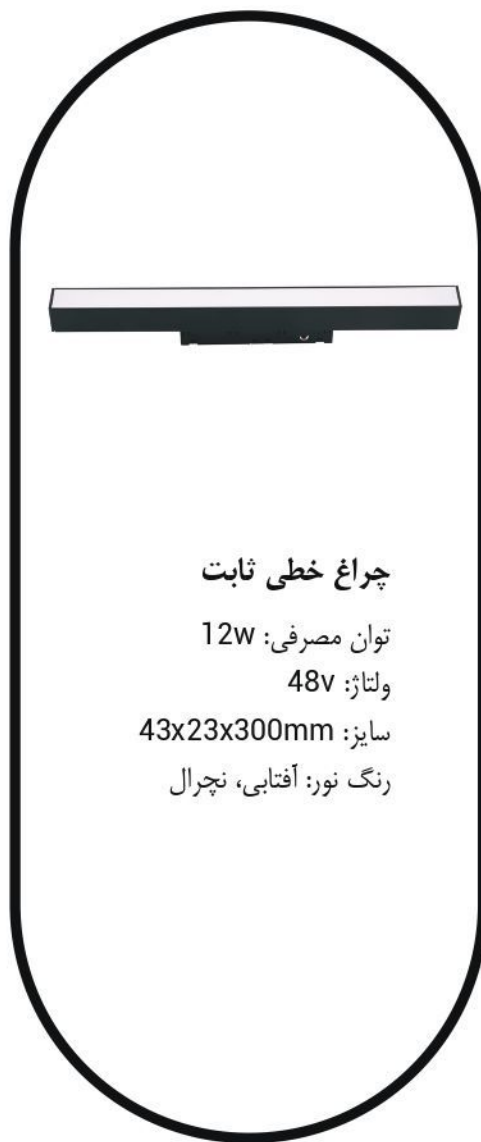 چراغ خطی ثابت
توان مصرفی: 12w
ولتاژ: 48v
سایز: 43x23x300mm
رنگ نور: آفتابی، نچرال